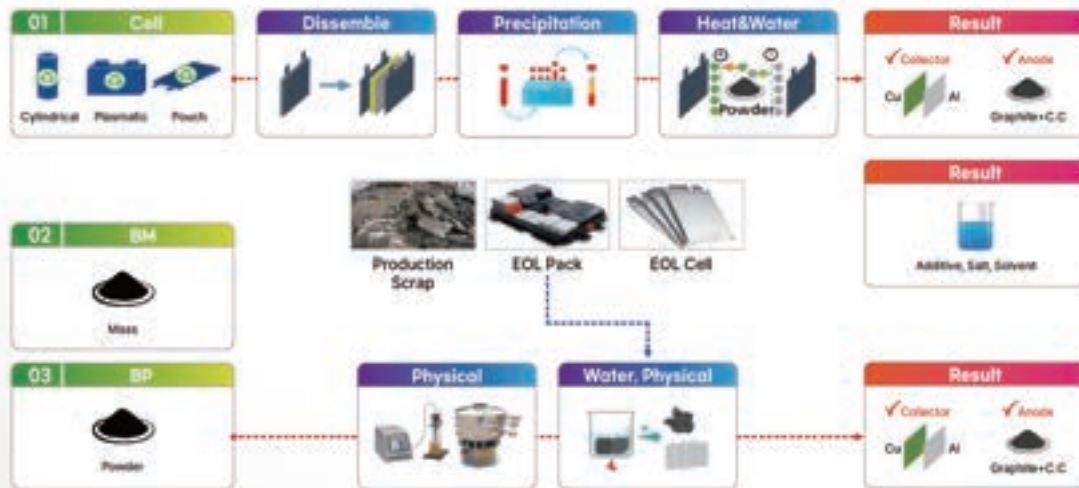 01 Cell
Dissemble
Precipitation
Heat&Water
Result
Cylindrical
Plasmatic
Pouch
Powder
✓Collector
✓Anode
Cu
Al
Graphite+C.C
Result
Additive, Salt, Solvent
02 BM
Mass
Production
Scrap
EOL Pack
EOL Cell
03 BP
Physical
Water, Physical
Result
Powder
✓Collector
✓Anode
Cu
Al
Graphite+C.C